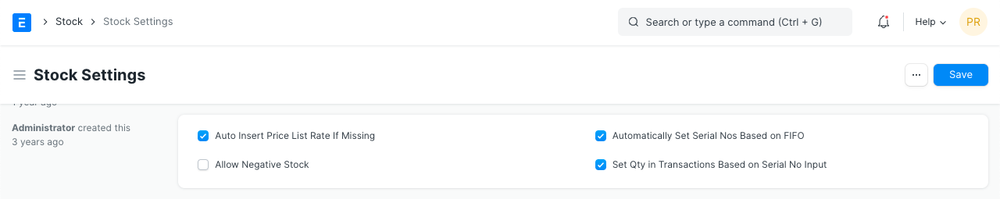 E Stock Stock Settings Search or type a command (Ctrl + G) Help PR
Stock Settings ... Save
1 year ago
Administrator created this
3 years ago
Auto Insert Price List Rate If Missing
Allow Negative Stock
Automatically Set Serial Nos Based on FIFO
Set Qty in Transactions Based on Serial No Input